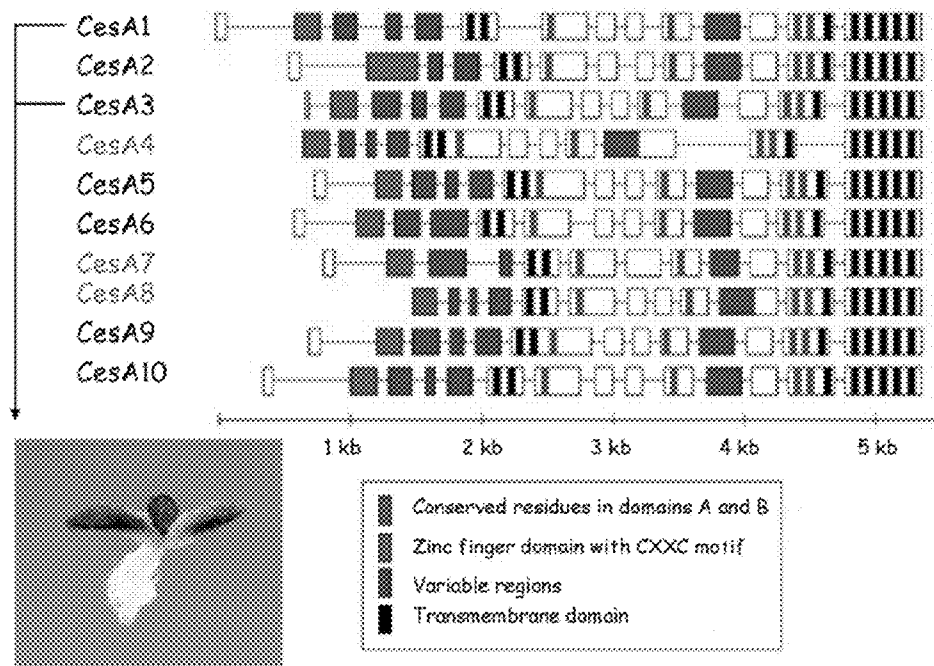 CesA1
CesA2
CesA3
CesA4
CesA5
CesA6
CesA7
CesA8
CesA9
CesA10
1 kb 2 kb 3 kb 4 kb 5 kb
Conserved residues in domains A and B
Zinc finger domain with CXXC motif
Variable regions
Transmembrane domain